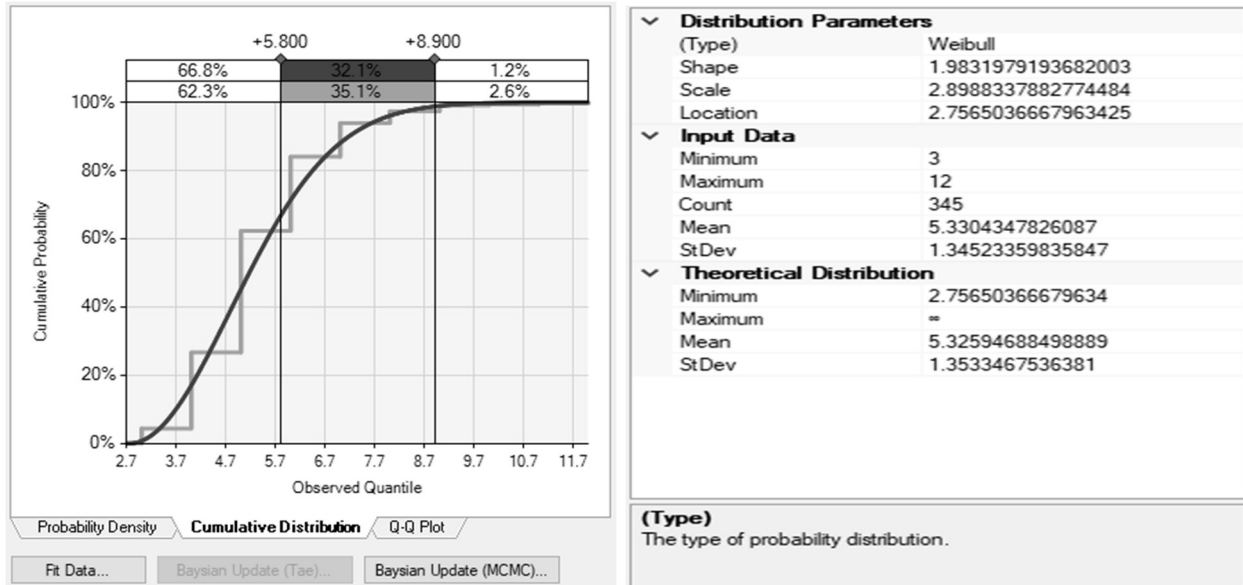 +5.800 +8.900
66.8% 32.1% 1.2%
62.3% 35.1% 2.6%
100%
80%
60%
40%
20%
0%
Cumulative Probability
2.7 3.7 4.7 5.7 6.7 7.7 8.7 9.7 10.7 11.7
Observed Quantile
Probability Density Cumulative Distribution Q-Q Plot
Fit Data... Baysian Update (Tae)... Baysian Update (MCMC)...
Distribution Parameters
(Type) Weibull
Shape 1.9831979193682003
Scale 2.8988337882774484
Location 2.7565036667963425
Input Data
Minimum 3
Maximum 12
Count 345
Mean 5.3304347826087
StDev 1.34523359835847
Theoretical Distribution
Minimum 2.75650366679634
Maximum ∞
Mean 5.32594688498889
StDev 1.3533467536381
(Type)
The type of probability distribution.